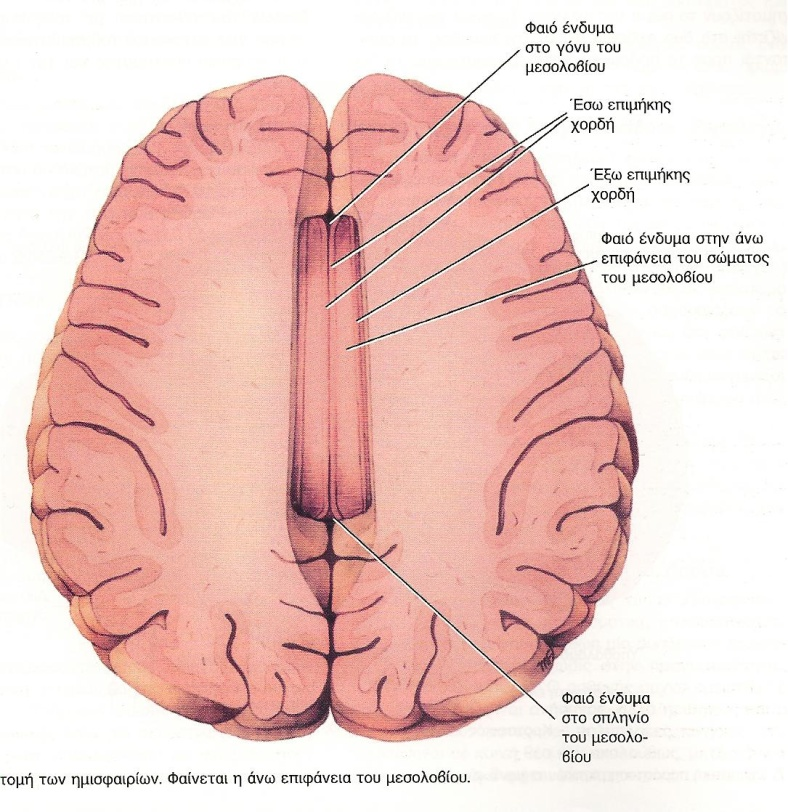 Φαιό ένδυμα
στο γόνυ του
μεσολοβίου
Έσω επιμήκης
χορδή
Έξω επιμήκης
χορδή
Φαιό ένδυμα στην άνω
επιφάνεια του σώματος
του μεσολοβίου
Φαιό ένδυμα
στο σπληνίο
του μεσολο-
βίου
τομή των ημισφαιρίων. Φαίνεται η άνω επιφάνεια του μεσολοβίου.